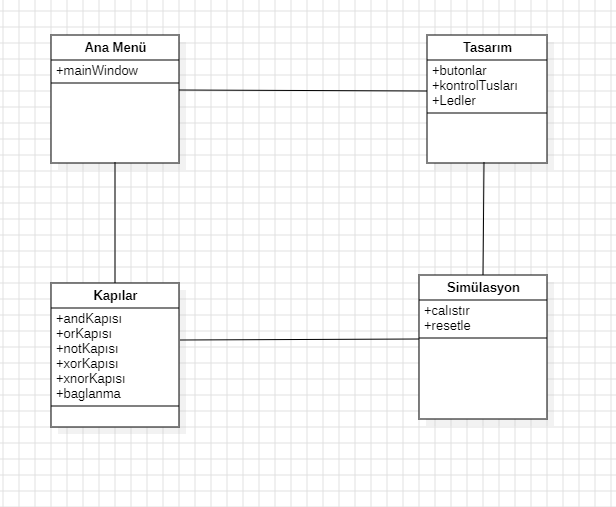 Ana Menü
+mainWindow
Tasarım
+butonlar
+kontrolTusları
+Ledler
Kapılar
+andKapısı
+orKapısı
+notKapısı
+xorKapısı
+xnorKapısı
+baglanma
Simülasyon
+calıstır
+resetle